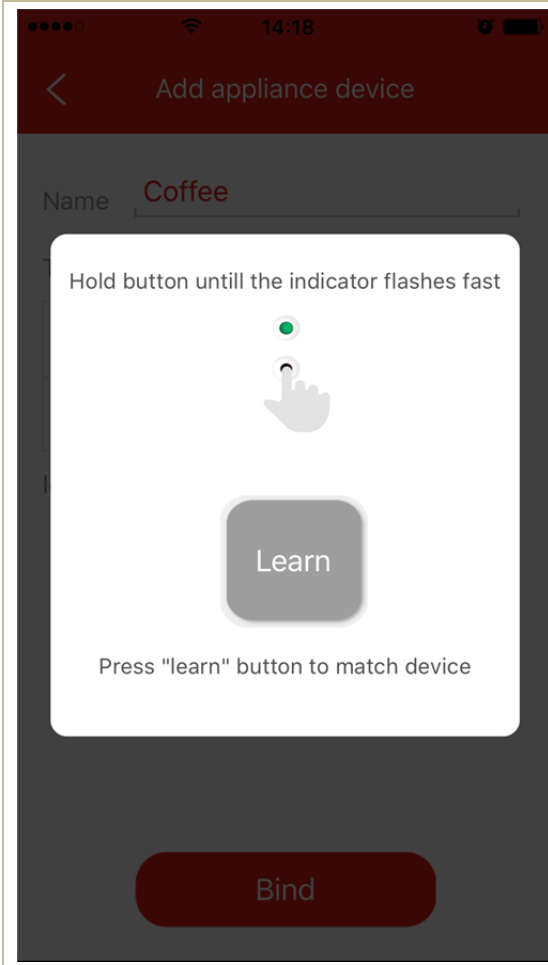 14:18
Add appliance device
Name Coffee
Hold button untill the indicator flashes fast
Learn
Press "learn" button to match device
Bind